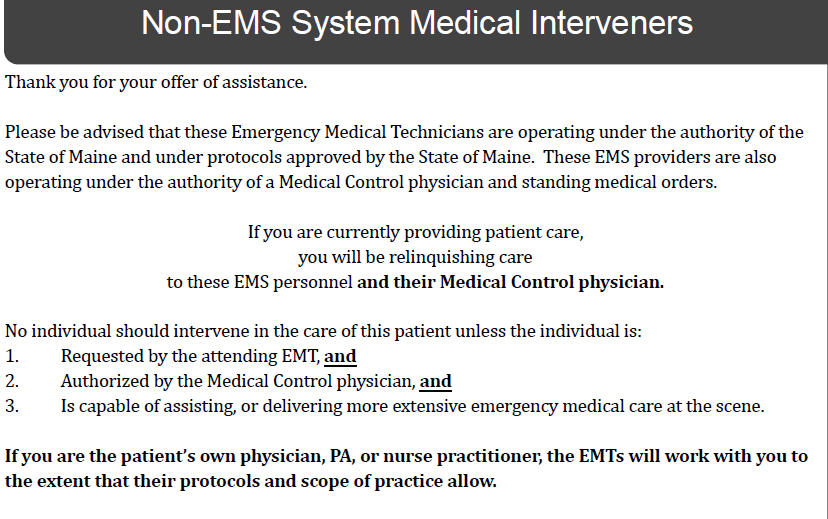 Non-EMS System Medical Interveners
Thank you for your offer of assistance.
Please be advised that these Emergency Medical Technicians are operating under the authority of the
State of Maine and under protocols approved by the State of Maine.  These EMS providers are also
operating under the authority of a Medical Control physician and standing medical orders.
If you are currently providing patient care,
you will be relinquishing care
to these EMS personnel and their Medical Control physician.
No individual should intervene in the care of this patient unless the individual is:
1. Requested by the attending EMT, and
2. Authorized by the Medical Control physician, and
3. Is capable of assisting, or delivering more extensive emergency medical care at the scene.
If you are the patient’s own physician, PA, or nurse practitioner, the EMTs will work with you to
the extent that their protocols and scope of practice allow.